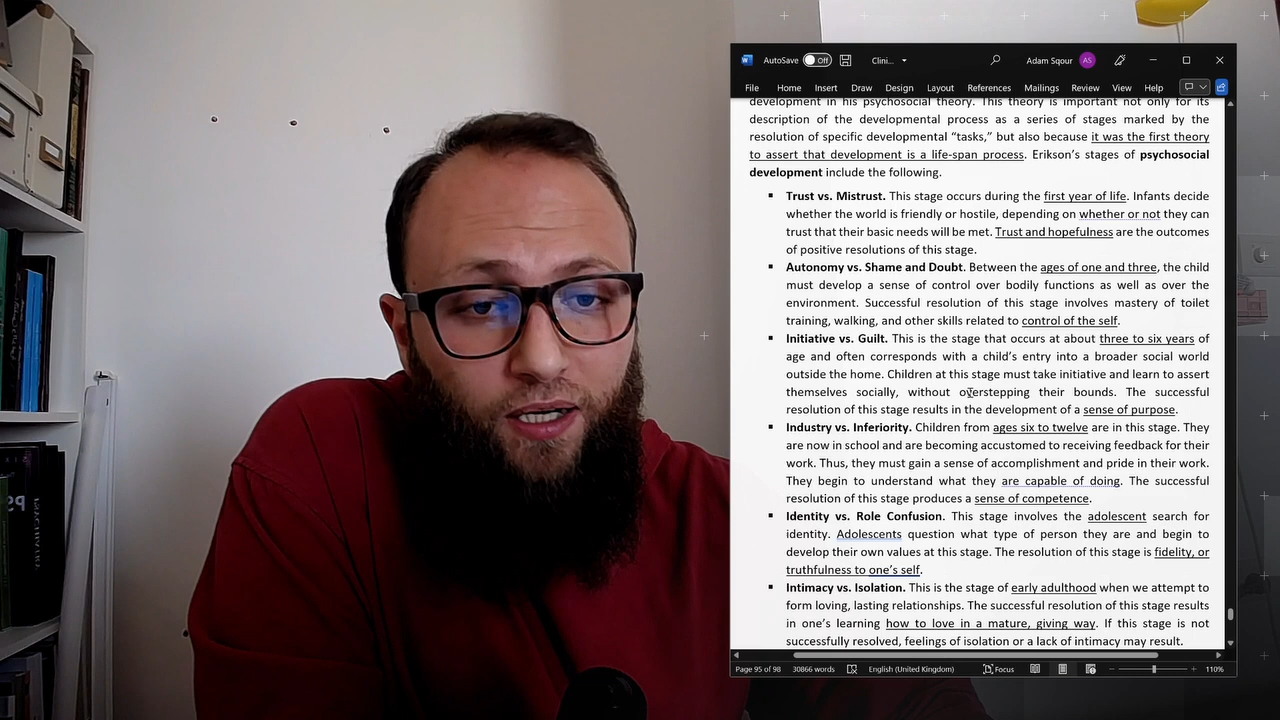 AutoSave Off Clini... Adam Sqour AS
File Home Insert Draw Design Layout References Mailings Review View Help
development in his psychosocial theory. This theory is important not only for its
description of the developmental process as a series of stages marked by the
resolution of specific developmental “tasks,” but also because it was the first theory
to assert that development is a life-span process. Erikson’s stages of psychosocial
development include the following.
▪ Trust vs. Mistrust. This stage occurs during the first year of life. Infants decide
whether the world is friendly or hostile, depending on whether or not they can
trust that their basic needs will be met. Trust and hopefulness are the outcomes
of positive resolutions of this stage.
▪ Autonomy vs. Shame and Doubt. Between the ages of one and three, the child
must develop a sense of control over bodily functions as well as over the
environment. Successful resolution of this stage involves mastery of toilet
training, walking, and other skills related to control of the self.
▪ Initiative vs. Guilt. This is the stage that occurs at about three to six years of
age and often corresponds with a child’s entry into a broader social world
outside the home. Children at this stage must take initiative and learn to assert
themselves socially, without overstepping their bounds. The successful
resolution of this stage results in the development of a sense of purpose.
▪ Industry vs. Inferiority. Children from ages six to twelve are in this stage. They
are now in school and are becoming accustomed to receiving feedback for their
work. Thus, they must gain a sense of accomplishment and pride in their work.
They begin to understand what they are capable of doing. The successful
resolution of this stage produces a sense of competence.
▪ Identity vs. Role Confusion. This stage involves the adolescent search for
identity. Adolescents question what type of person they are and begin to
develop their own values at this stage. The resolution of this stage is fidelity, or
truthfulness to one’s self.
▪ Intimacy vs. Isolation. This is the stage of early adulthood when we attempt to
form loving, lasting relationships. The successful resolution of this stage results
in one’s learning how to love in a mature, giving way. If this stage is not
successfully resolved, feelings of isolation or a lack of intimacy may result.
Page 95 of 98 30866 words English (United Kingdom) Focus 110%